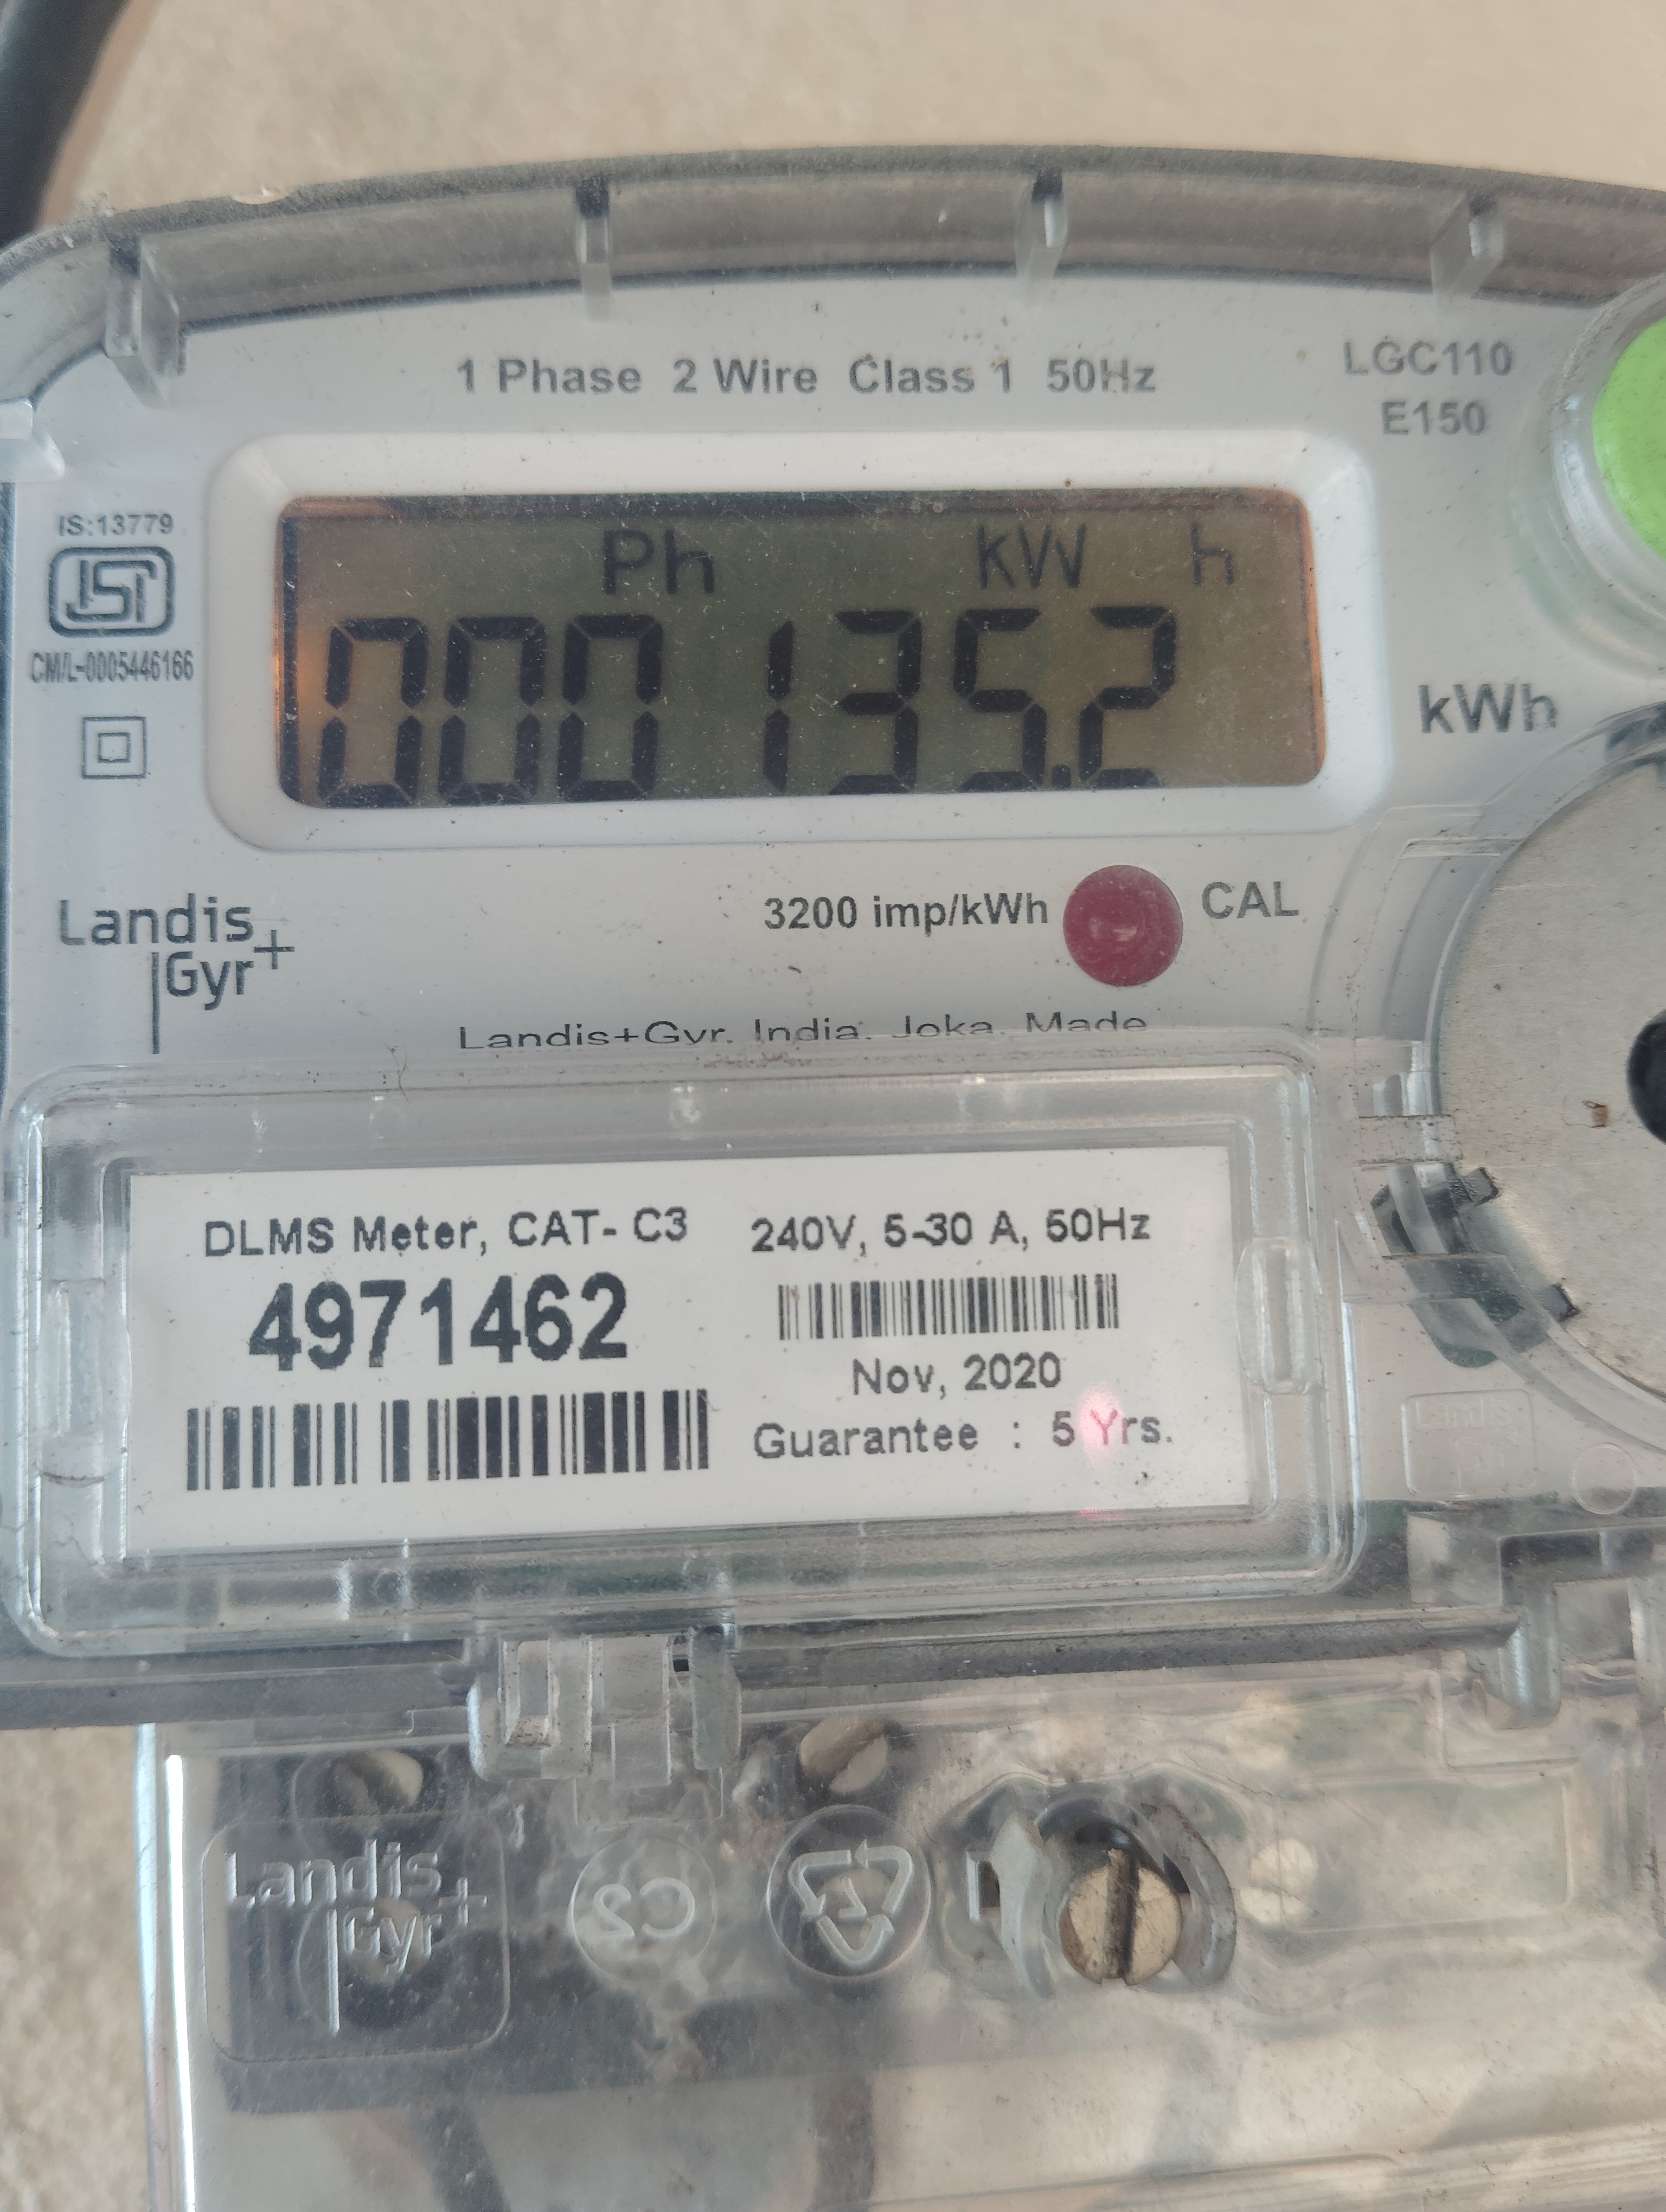 1 Phase 2 Wire Class 1 50Hz
LGC110
E150
IS:13779
ISI
CM/L-0005446166
Ph kW h
000135.2
kWh
3200 imp/kWh
CAL
Landis
Gyr+
Landis+Gyr. India. Joka. Made
DLMS Meter, CAT- C3
240V, 5-30 A, 50Hz
4971462
Nov, 2020
Guarantee : 5 Yrs.
Landis
Gyr+
C2